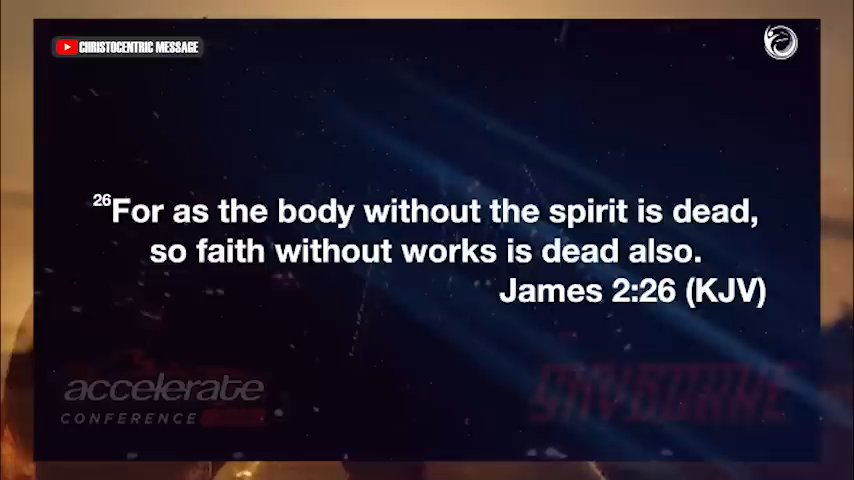 CHRISTOCENTRIC MESSAGE
26For as the body without the spirit is dead,
so faith without works is dead also.
James 2:26 (KJV)
accelerate
CONFERENCE